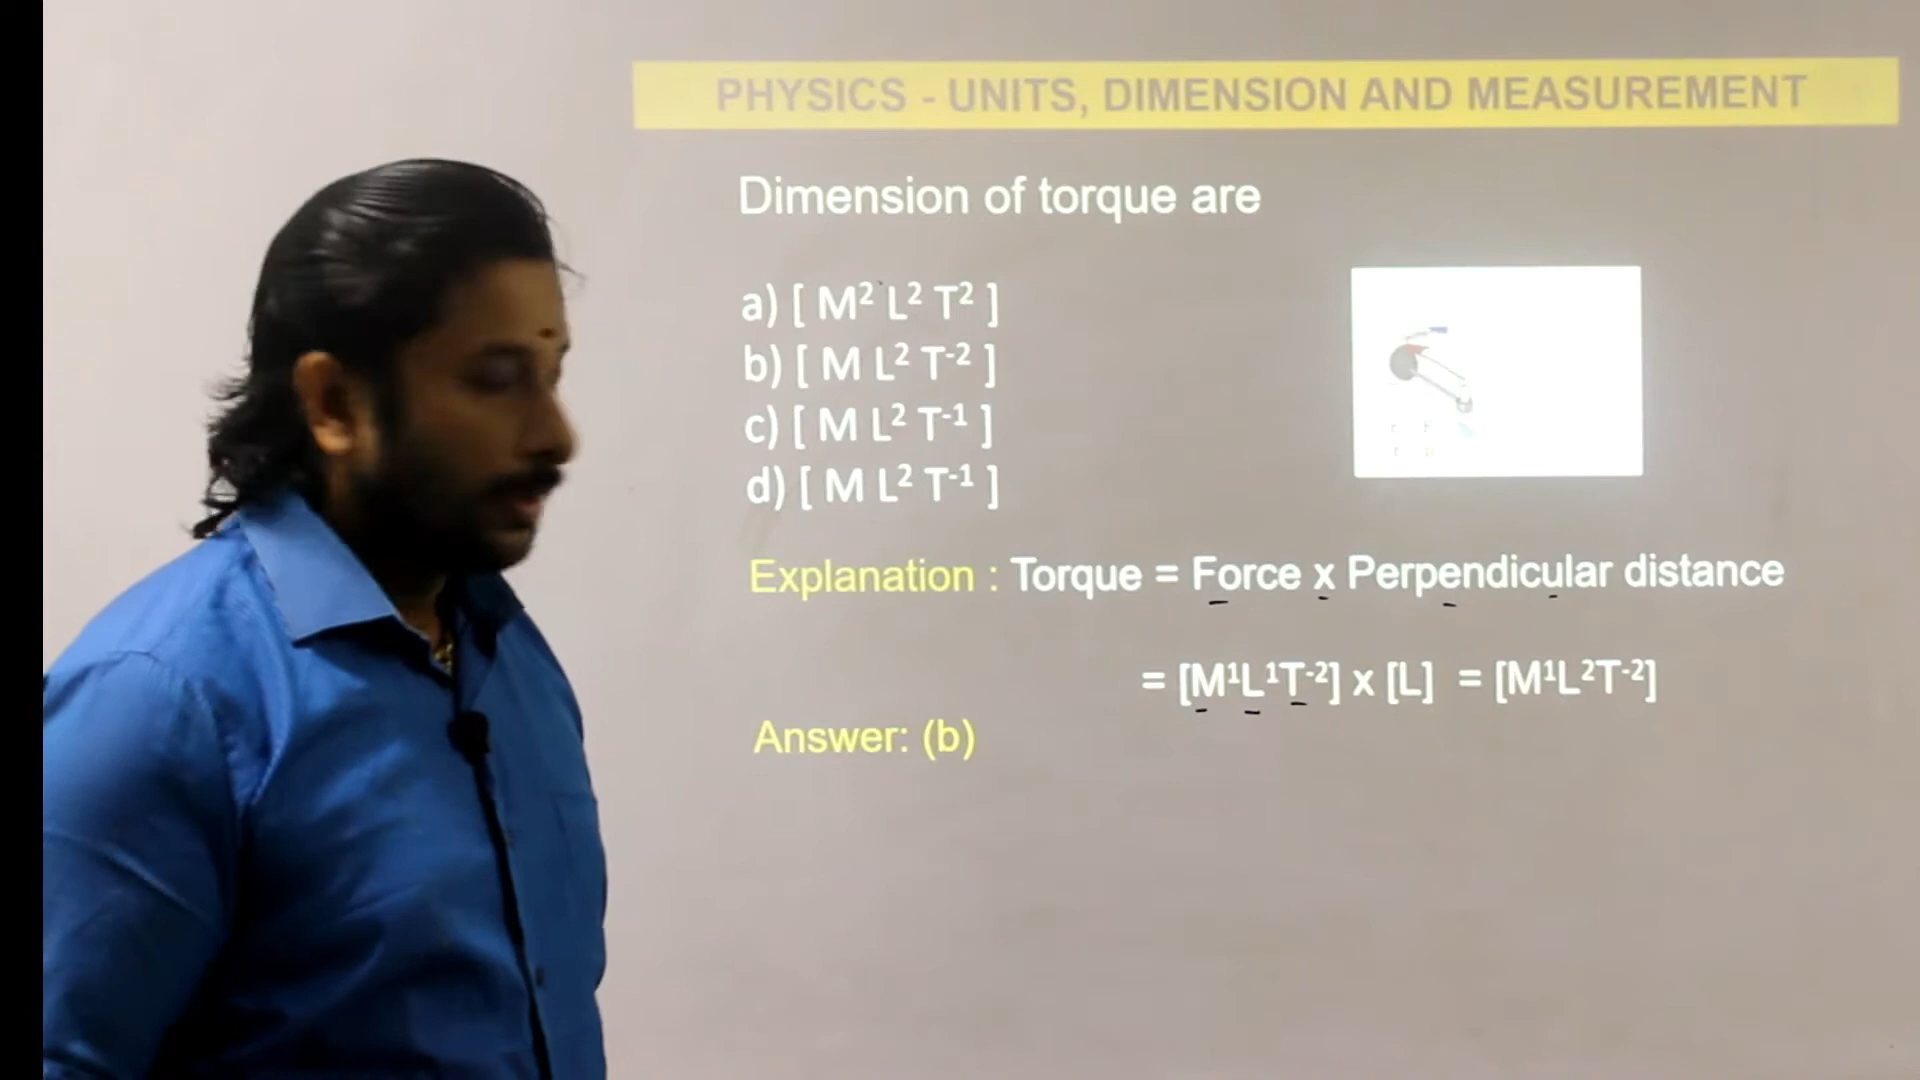 PHYSICS - UNITS, DIMENSION AND MEASUREMENT
Dimension of torque are
a) [ M² L² T² ]
b) [ M L² T⁻² ]
c) [ M L² T⁻¹ ]
d) [ M L² T⁻¹ ]
Explanation : Torque = Force x Perpendicular distance
= [M¹L¹T⁻²] x [L] = [M¹L²T⁻²]
Answer: (b)